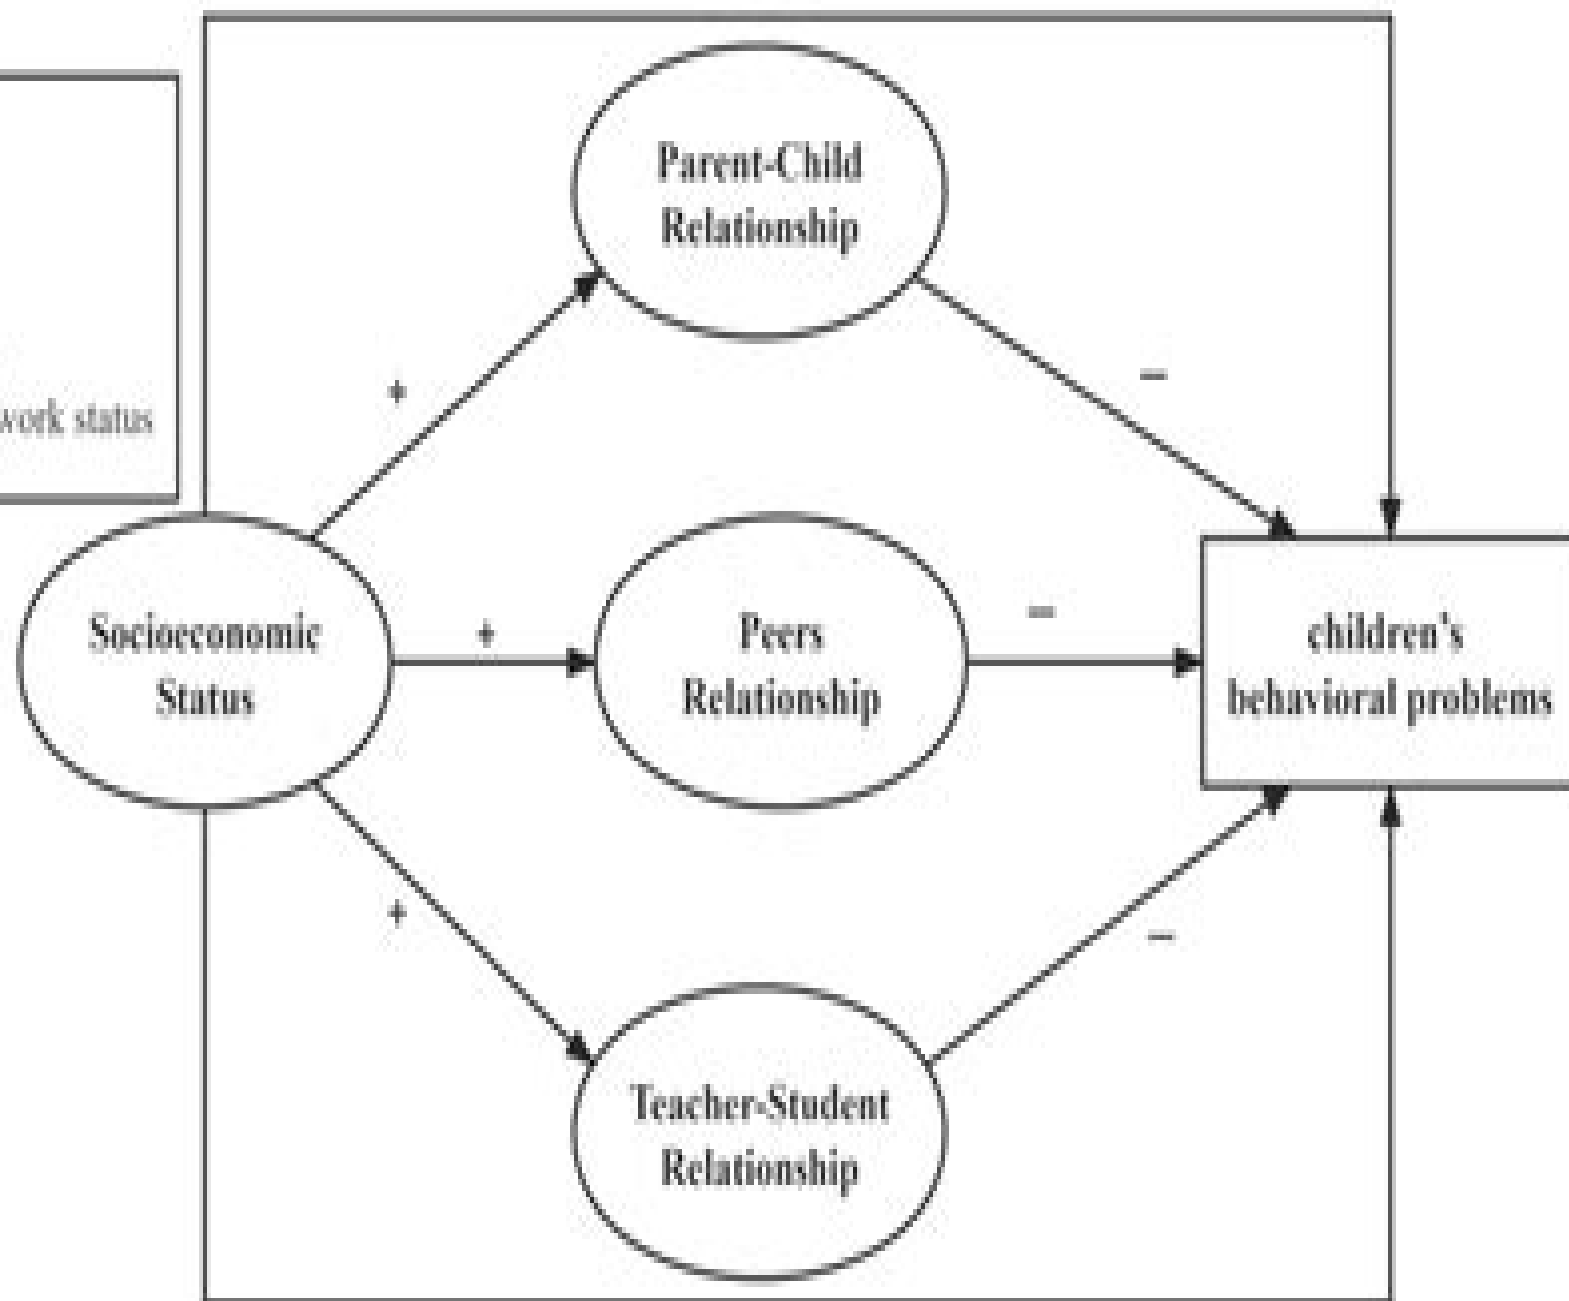 Parent-Child
Relationship
+
−
work status
Socioeconomic
Status
+
Peers
Relationship
−
children's
behavioral problems
+
−
Teacher-Student
Relationship